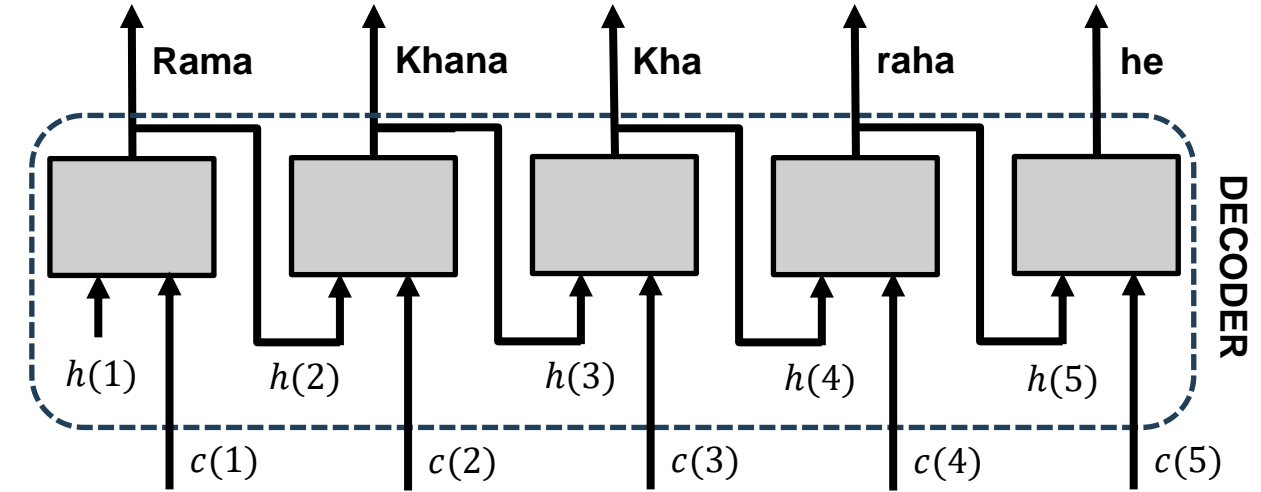 Rama Khana Kha raha he
DECODER
h(1) h(2) h(3) h(4) h(5)
c(1) c(2) c(3) c(4) c(5)